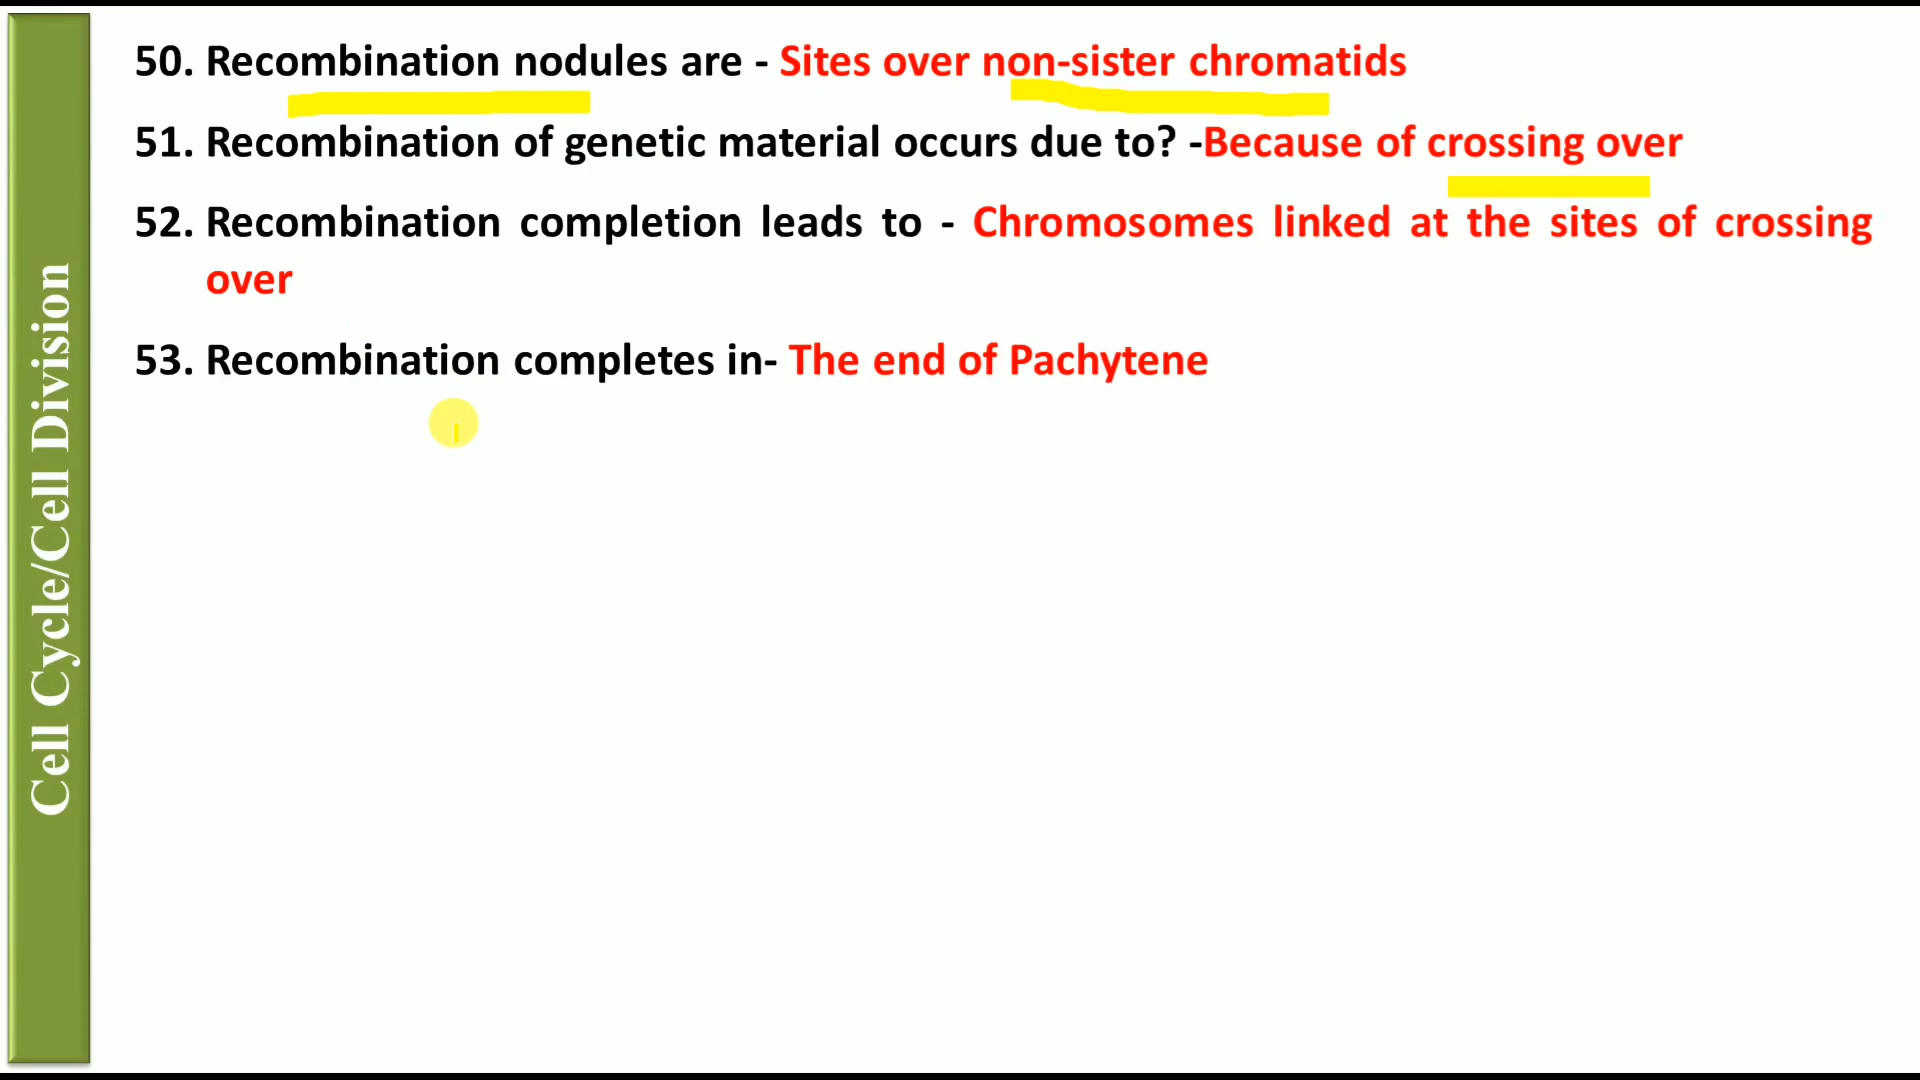 50. Recombination nodules are - Sites over non-sister chromatids
51. Recombination of genetic material occurs due to? -Because of crossing over
52. Recombination completion leads to - Chromosomes linked at the sites of crossing
over
53. Recombination completes in- The end of Pachytene
Cell Cycle/Cell Division